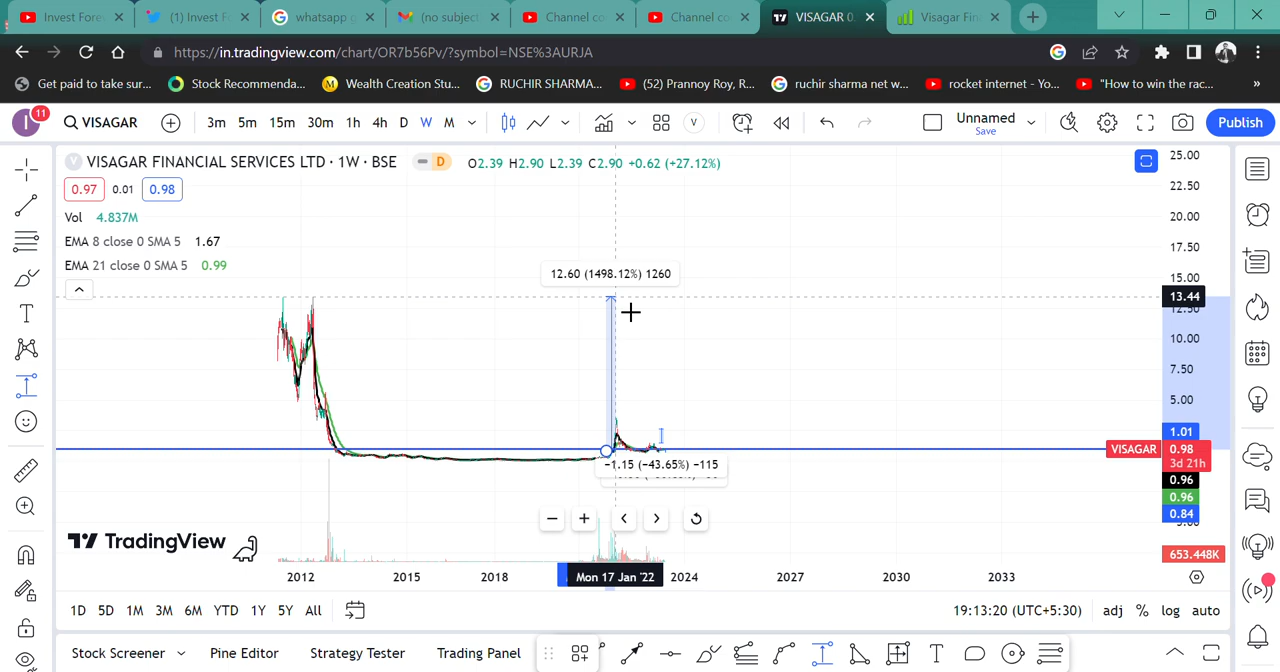 Invest Fores
(1) Invest F
whatsapp g
(no subject
Channel co
Channel co
VISAGAR 0.
Visagar Fin
https://in.tradingview.com/chart/OR7b56Pv/?symbol=NSE%3AURJA
Get paid to take sur...
Stock Recommenda...
Wealth Creation Stu...
RUCHIR SHARMA...
(52) Prannoy Roy, R...
ruchir sharma net w...
rocket internet - Yo...
"How to win the rac...
»
I
11
VISAGAR
3m 5m 15m 30m 1h 4h D W M
V
Unnamed
Save
Publish
V
VISAGAR FINANCIAL SERVICES LTD · 1W · BSE
D
O2.39 H2.90 L2.39 C2.90 +0.62 (+27.12%)
0.97 0.01 0.98
Vol 4.837M
EMA 8 close 0 SMA 5 1.67
EMA 21 close 0 SMA 5 0.99
12.60 (1498.12%) 1260
−1.15 (−43.65%) −115
25.00
22.50
20.00
17.50
15.00
13.44
12.50
10.00
7.50
5.00
1.01
VISAGAR 0.98
3d 21h
0.96
0.96
0.84
653.448K
TradingView
2012 2015 2018 Mon 17 Jan '22 2024 2027 2030 2033
1D 5D 1M 3M 6M YTD 1Y 5Y All
19:13:20 (UTC+5:30) adj % log auto
Stock Screener Pine Editor Strategy Tester Trading Panel